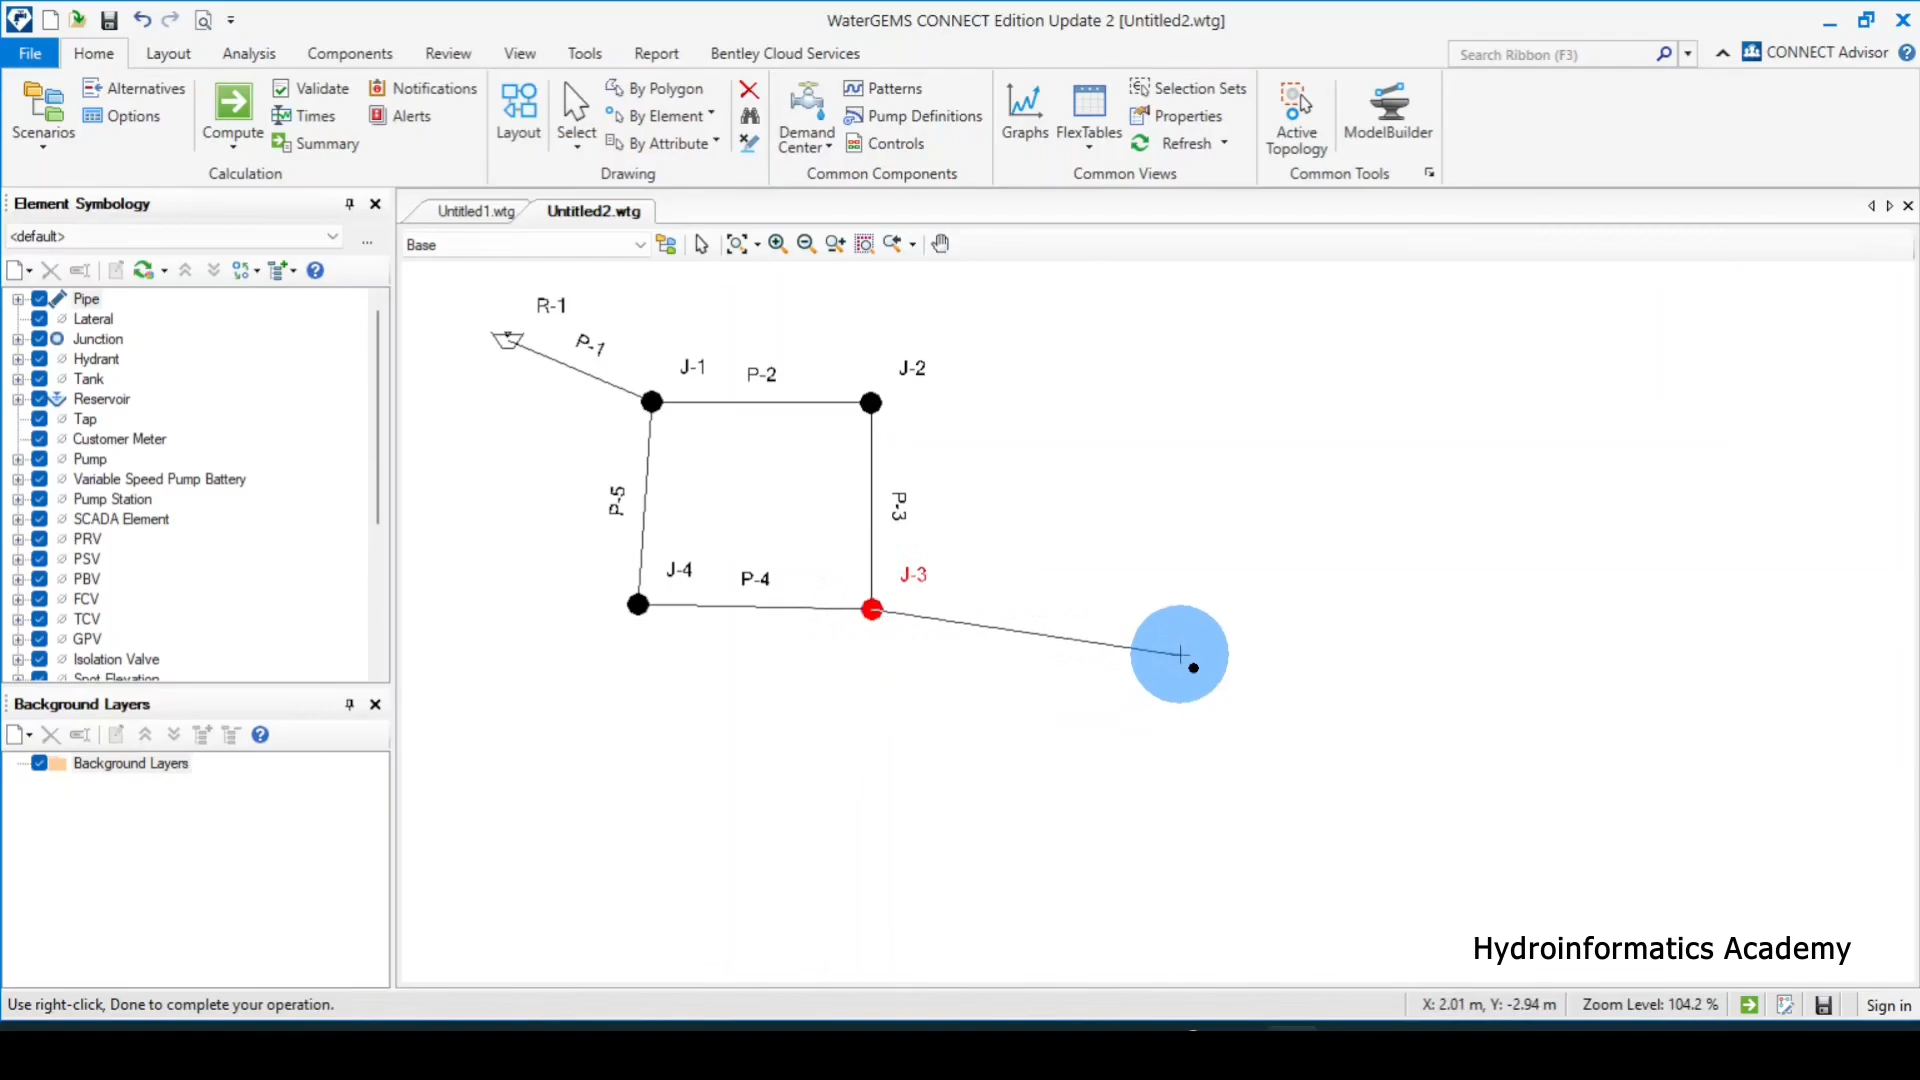 WaterGEMS CONNECT Edition Update 2 [Untitled2.wtg]
File Home Layout Analysis Components Review View Tools Report Bentley Cloud Services
Search Ribbon (F3)
CONNECT Advisor
Scenarios
Alternatives
Options
Compute
Validate
Times
Summary
Notifications
Alerts
Calculation
Layout
Select
By Polygon
By Element
By Attribute
Drawing
Demand
Center
Patterns
Pump Definitions
Controls
Common Components
Graphs
FlexTables
Selection Sets
Properties
Refresh
Common Views
Active
Topology
ModelBuilder
Common Tools
Element Symbology
<default>
...
Pipe
Lateral
Junction
Hydrant
Tank
Reservoir
Tap
Customer Meter
Pump
Variable Speed Pump Battery
Pump Station
SCADA Element
PRV
PSV
PBV
FCV
TCV
GPV
Isolation Valve
Spot Elevation
Background Layers
Background Layers
Untitled1.wtg
Untitled2.wtg
Base
R-1
P-1
J-1
P-2
J-2
P-5
P-3
J-4
P-4
J-3
Hydroinformatics Academy
Use right-click, Done to complete your operation.
X: 2.01 m, Y: -2.94 m
Zoom Level: 104.2 %
Sign in